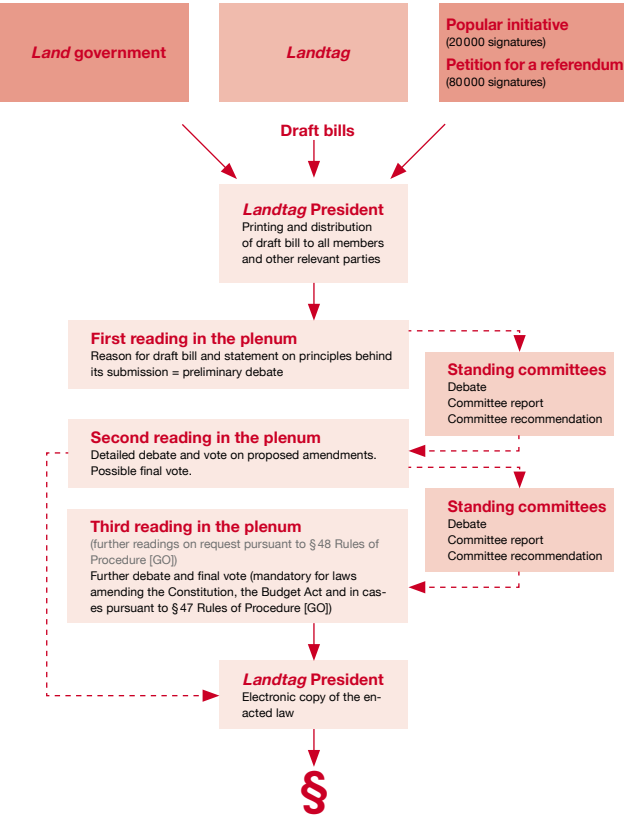 Land government
Landtag
Popular initiative
(20 000 signatures)
Petition for a referendum
(80 000 signatures)
Draft bills
Landtag President
Printing and distribution
of draft bill to all members
and other relevant parties
First reading in the plenum
Reason for draft bill and statement on principles behind
its submission = preliminary debate
Standing committees
Debate
Committee report
Committee recommendation
Second reading in the plenum
Detailed debate and vote on proposed amendments.
Possible final vote.
Standing committees
Debate
Committee report
Committee recommendation
Third reading in the plenum
(further readings on request pursuant to § 48 Rules of
Procedure [GO])
Further debate and final vote (mandatory for laws
amending the Constitution, the Budget Act and in cas-
es pursuant to § 47 Rules of Procedure [GO])
Landtag President
Electronic copy of the en-
acted law
§